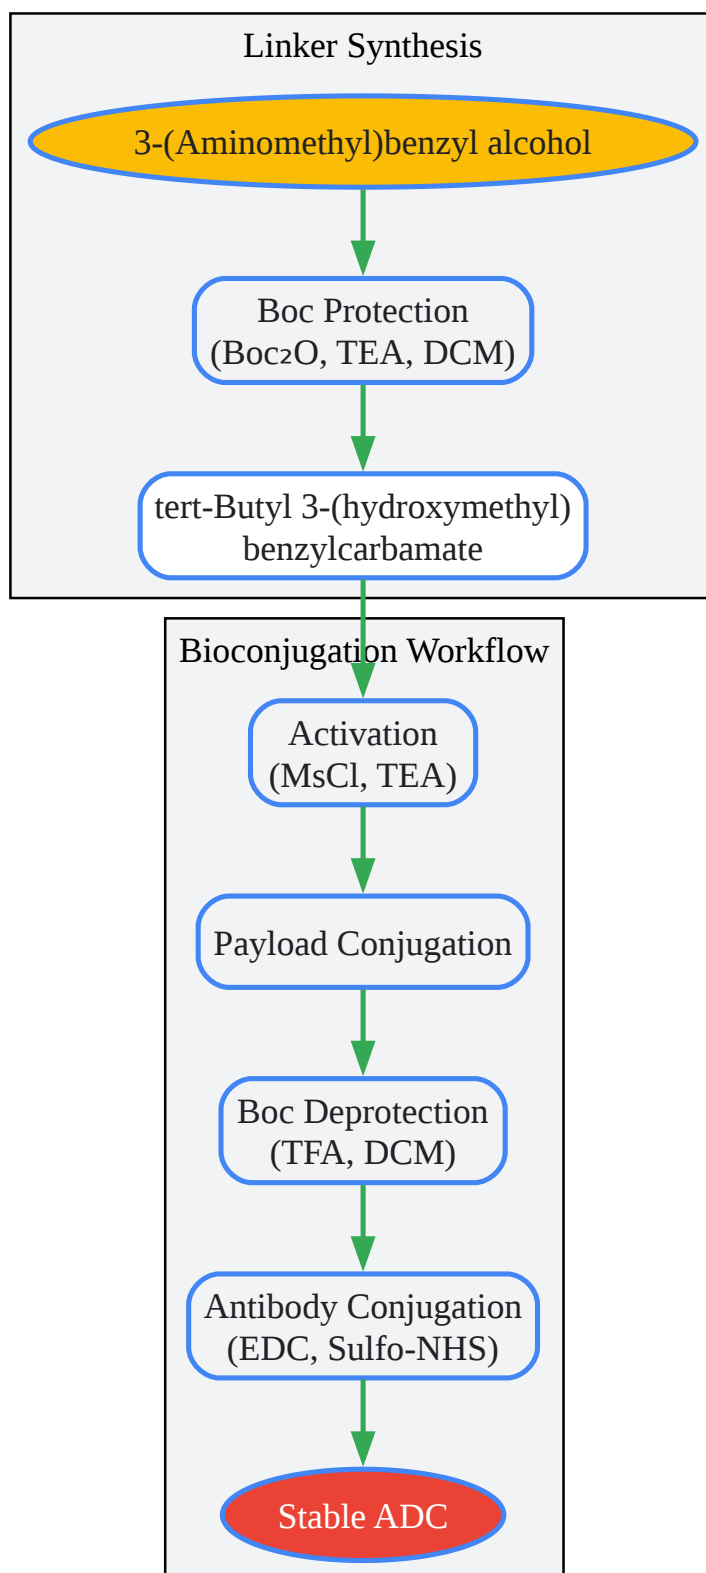 Linker Synthesis
3-(Aminomethyl)benzyl alcohol
Boc Protection
(Boc₂O, TEA, DCM)
tert-Butyl 3-(hydroxymethyl)
benzylcarbamate
Bioconjugation Workflow
Activation
(MsCl, TEA)
Payload Conjugation
Boc Deprotection
(TFA, DCM)
Antibody Conjugation
(EDC, Sulfo-NHS)
Stable ADC